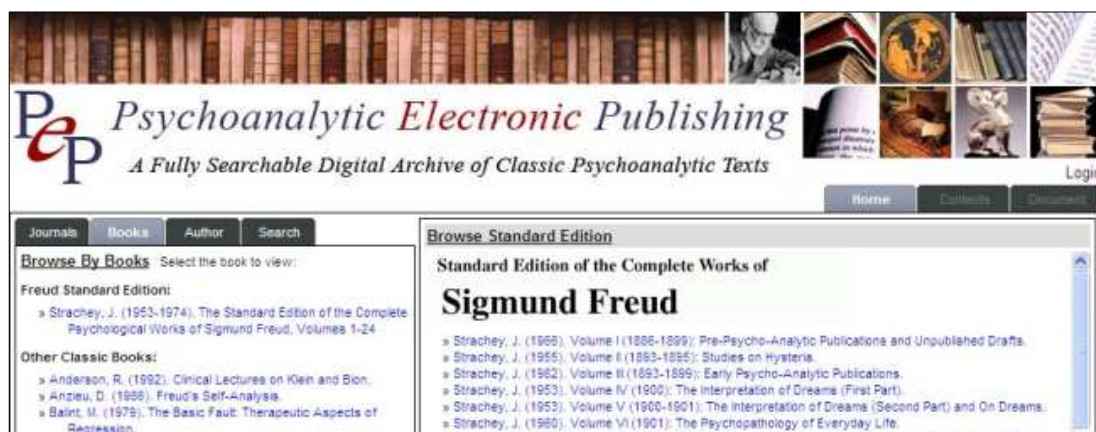 PeP
Psychoanalytic Electronic Publishing
A Fully Searchable Digital Archive of Classic Psychoanalytic Texts
Login
Home Contents Document
Journals Books Author Search
Browse By Books Select the book to view:
Freud Standard Edition:
» Strachey, J. (1953-1974). The Standard Edition of the Complete
Psychological Works of Sigmund Freud, Volumes 1-24
Other Classic Books:
» Anderson, R. (1992). Clinical Lectures on Klein and Bion.
» Anzieu, D. (1986). Freud's Self-Analysis.
» Balint, M. (1979). The Basic Fault: Therapeutic Aspects of
Regression.
Browse Standard Edition
Standard Edition of the Complete Works of
Sigmund Freud
» Strachey, J. (1966). Volume I (1886-1899): Pre-Psycho-Analytic Publications and Unpublished Drafts.
» Strachey, J. (1955). Volume II (1893-1895): Studies on Hysteria.
» Strachey, J. (1962). Volume III (1893-1899): Early Psycho-Analytic Publications.
» Strachey, J. (1953). Volume IV (1900): The Interpretation of Dreams (First Part).
» Strachey, J. (1953). Volume V (1900-1901): The Interpretation of Dreams (Second Part) and On Dreams.
» Strachey, J. (1960). Volume VI (1901): The Psychopathology of Everyday Life.